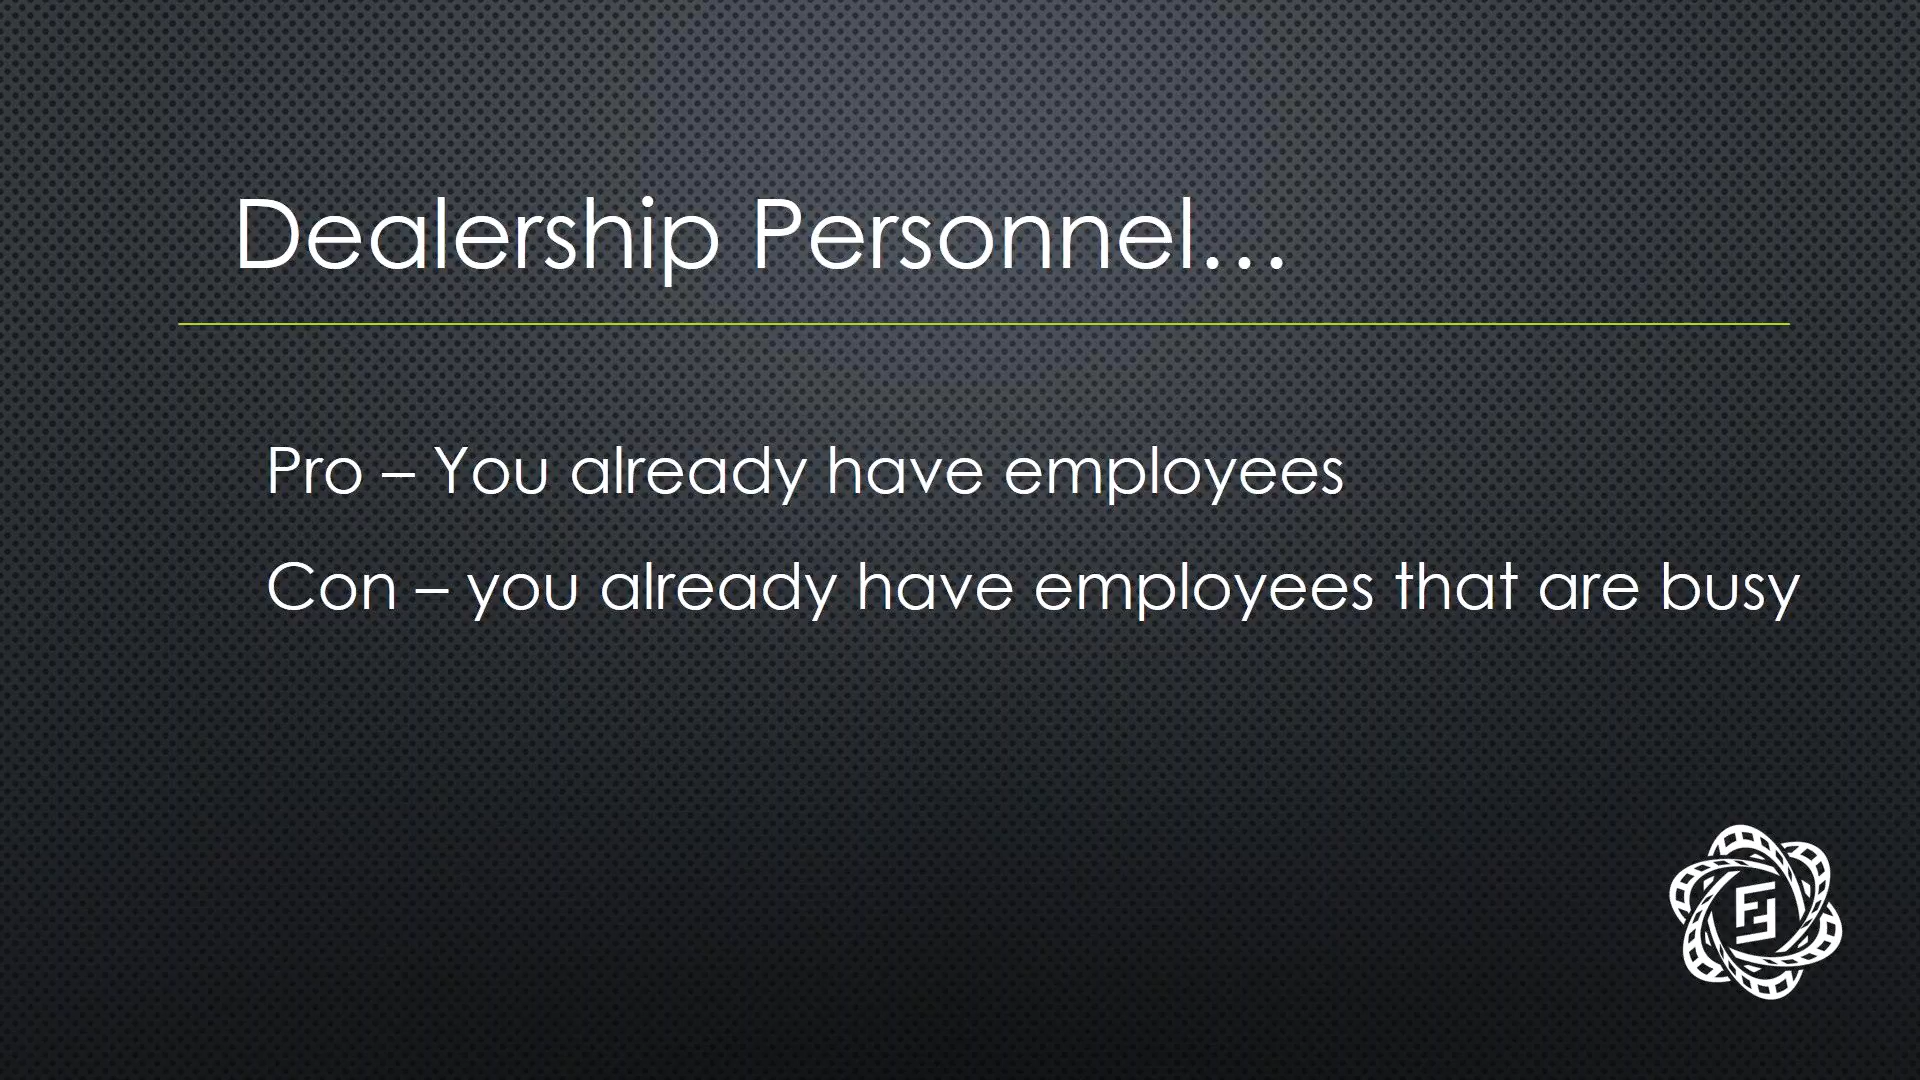 Dealership Personnel…
Pro – You already have employees
Con – you already have employees that are busy